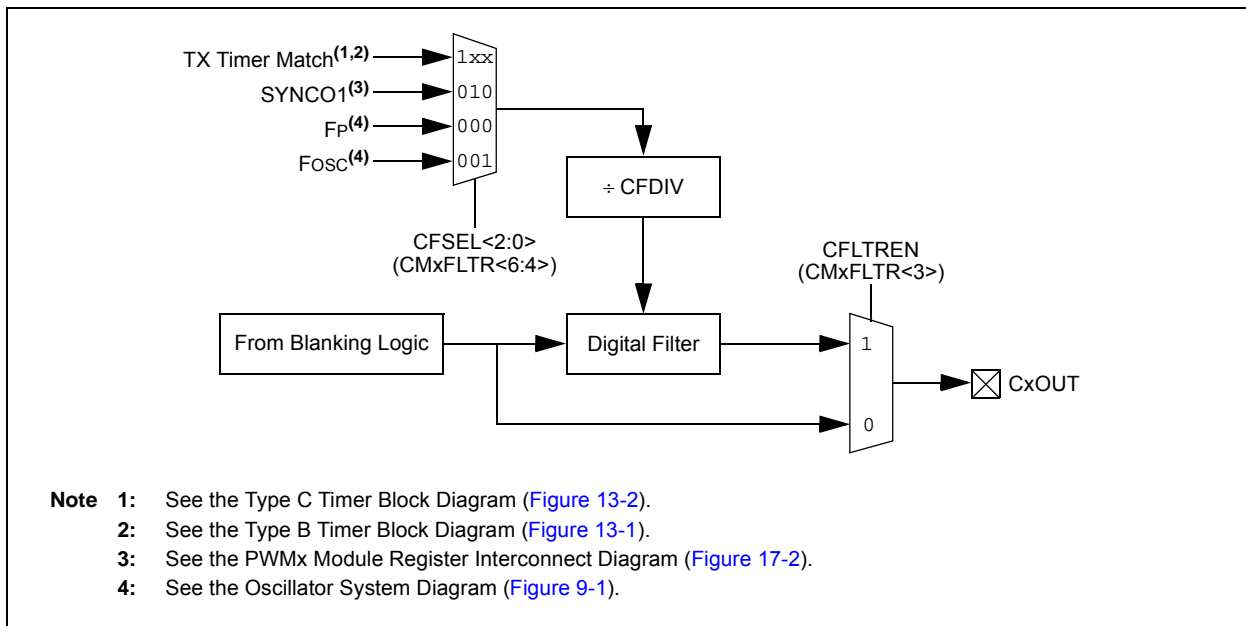 TX Timer Match(1,2)
SYNCO1(3)
FP(4)
FOSC(4)
1xx
010
000
001
÷ CFDIV
CFSEL<2:0>
(CMxFLTR<6:4>)
CFLTREN
(CMxFLTR<3>)
From Blanking Logic
Digital Filter
1
0
CxOUT
Note 1: See the Type C Timer Block Diagram (Figure 13-2).
2: See the Type B Timer Block Diagram (Figure 13-1).
3: See the PWMx Module Register Interconnect Diagram (Figure 17-2).
4: See the Oscillator System Diagram (Figure 9-1).